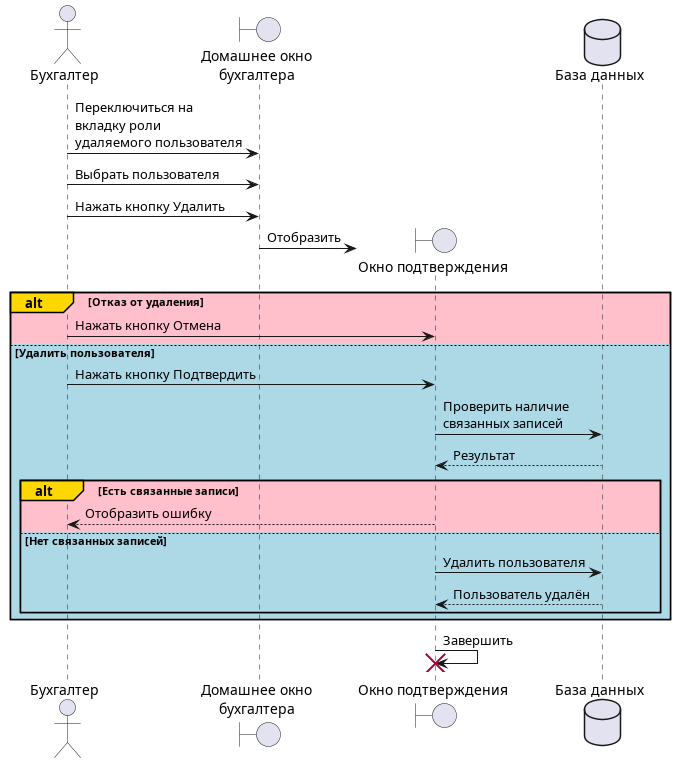 Бухгалтер
Домашнее окно
бухгалтера
База данных
Переключиться на
вкладку роли
удаляемого пользователя
Выбрать пользователя
Нажать кнопку Удалить
Отобразить
Окно подтверждения
alt [Отказ от удаления]
Нажать кнопку Отмена
[Удалить пользователя]
Нажать кнопку Подтвердить
Проверить наличие
связанных записей
Результат
alt [Есть связанные записи]
Отобразить ошибку
[Нет связанных записей]
Удалить пользователя
Пользователь удалён
Завершить
Бухгалтер
Домашнее окно
бухгалтера
Окно подтверждения
База данных